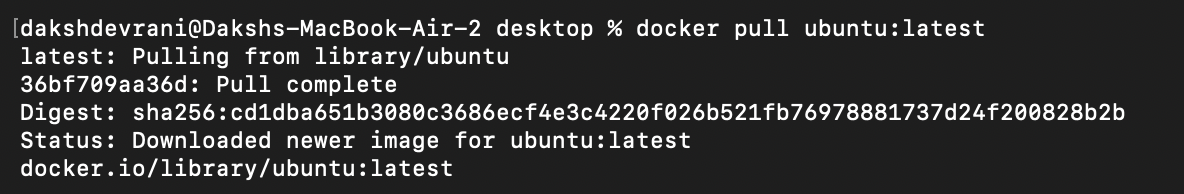 [dakshdevrani@Dakshs-MacBook-Air-2 desktop % docker pull ubuntu:latest
latest: Pulling from library/ubuntu
36bf709aa36d: Pull complete
Digest: sha256:cd1dba651b3080c3686ecf4e3c4220f026b521fb76978881737d24f200828b2b
Status: Downloaded newer image for ubuntu:latest
docker.io/library/ubuntu:latest